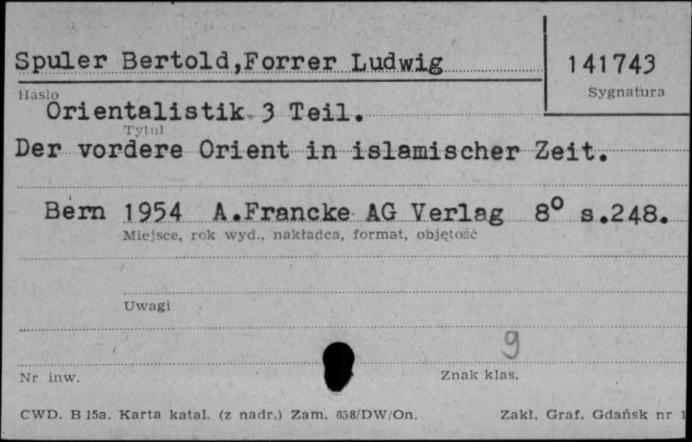 Spuler Bertold,Forrer Ludwig 141743
Hasło Sygnatura
Orientalistik 3 Teil.
Tytuł
Der vordere Orient in islamischer Zeit.
Bern 1954 A.Francke AG Verlag 8° s.248.
Miejsce, rok wyd., nakładca, format, objętość
Uwagi
9
Nr inw. Znak klas.
CWD. B 15a. Karta katal. (z nadr.) Zam. 658/DW/On. Zakł. Graf. Gdańsk nr 1